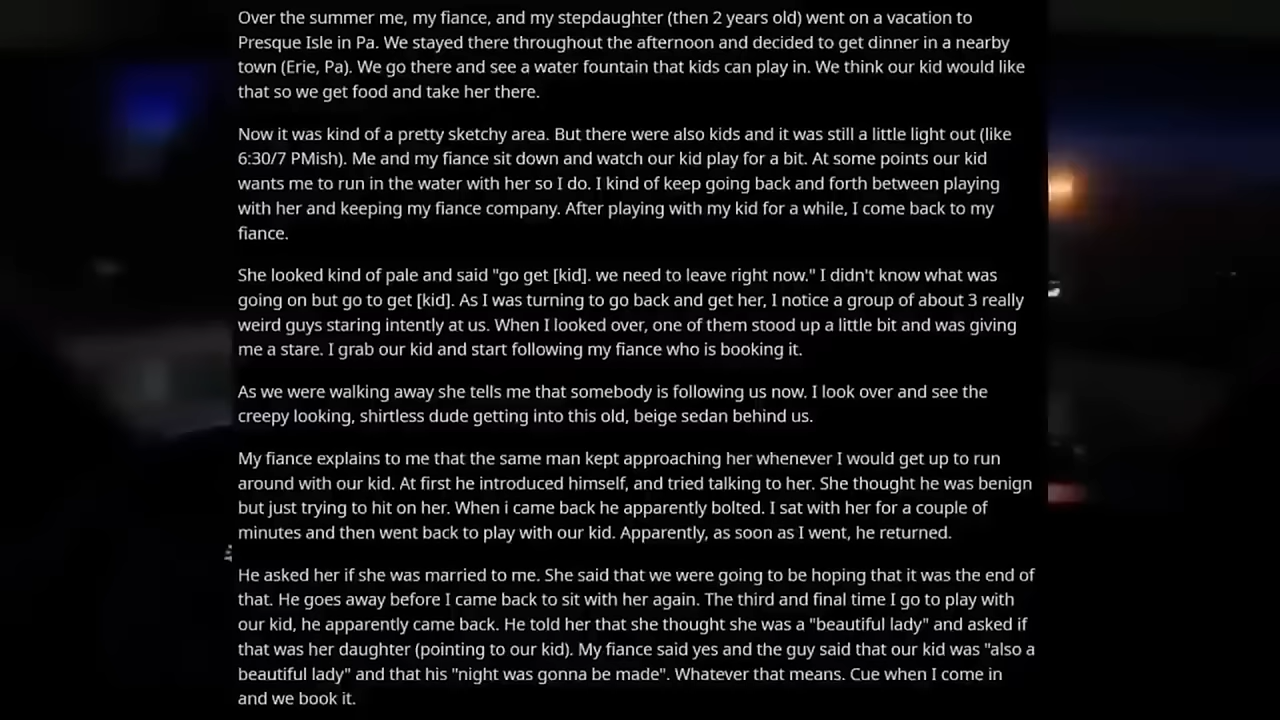 Over the summer me, my fiance, and my stepdaughter (then 2 years old) went on a vacation to
Presque Isle in Pa. We stayed there throughout the afternoon and decided to get dinner in a nearby
town (Erie, Pa). We go there and see a water fountain that kids can play in. We think our kid would like
that so we get food and take her there.
Now it was kind of a pretty sketchy area. But there were also kids and it was still a little light out (like
6:30/7 PMish). Me and my fiance sit down and watch our kid play for a bit. At some points our kid
wants me to run in the water with her so I do. I kind of keep going back and forth between playing
with her and keeping my fiance company. After playing with my kid for a while, I come back to my
fiance.
She looked kind of pale and said "go get [kid]. we need to leave right now." I didn't know what was
going on but go to get [kid]. As I was turning to go back and get her, I notice a group of about 3 really
weird guys staring intently at us. When I looked over, one of them stood up a little bit and was giving
me a stare. I grab our kid and start following my fiance who is booking it.
As we were walking away she tells me that somebody is following us now. I look over and see the
creepy looking, shirtless dude getting into this old, beige sedan behind us.
My fiance explains to me that the same man kept approaching her whenever I would get up to run
around with our kid. At first he introduced himself, and tried talking to her. She thought he was benign
but just trying to hit on her. When i came back he apparently bolted. I sat with her for a couple of
minutes and then went back to play with our kid. Apparently, as soon as I went, he returned.
He asked her if she was married to me. She said that we were going to be hoping that it was the end of
that. He goes away before I came back to sit with her again. The third and final time I go to play with
our kid, he apparently came back. He told her that she thought she was a "beautiful lady" and asked if
that was her daughter (pointing to our kid). My fiance said yes and the guy said that our kid was "also a
beautiful lady" and that his "night was gonna be made". Whatever that means. Cue when I come in
and we book it.